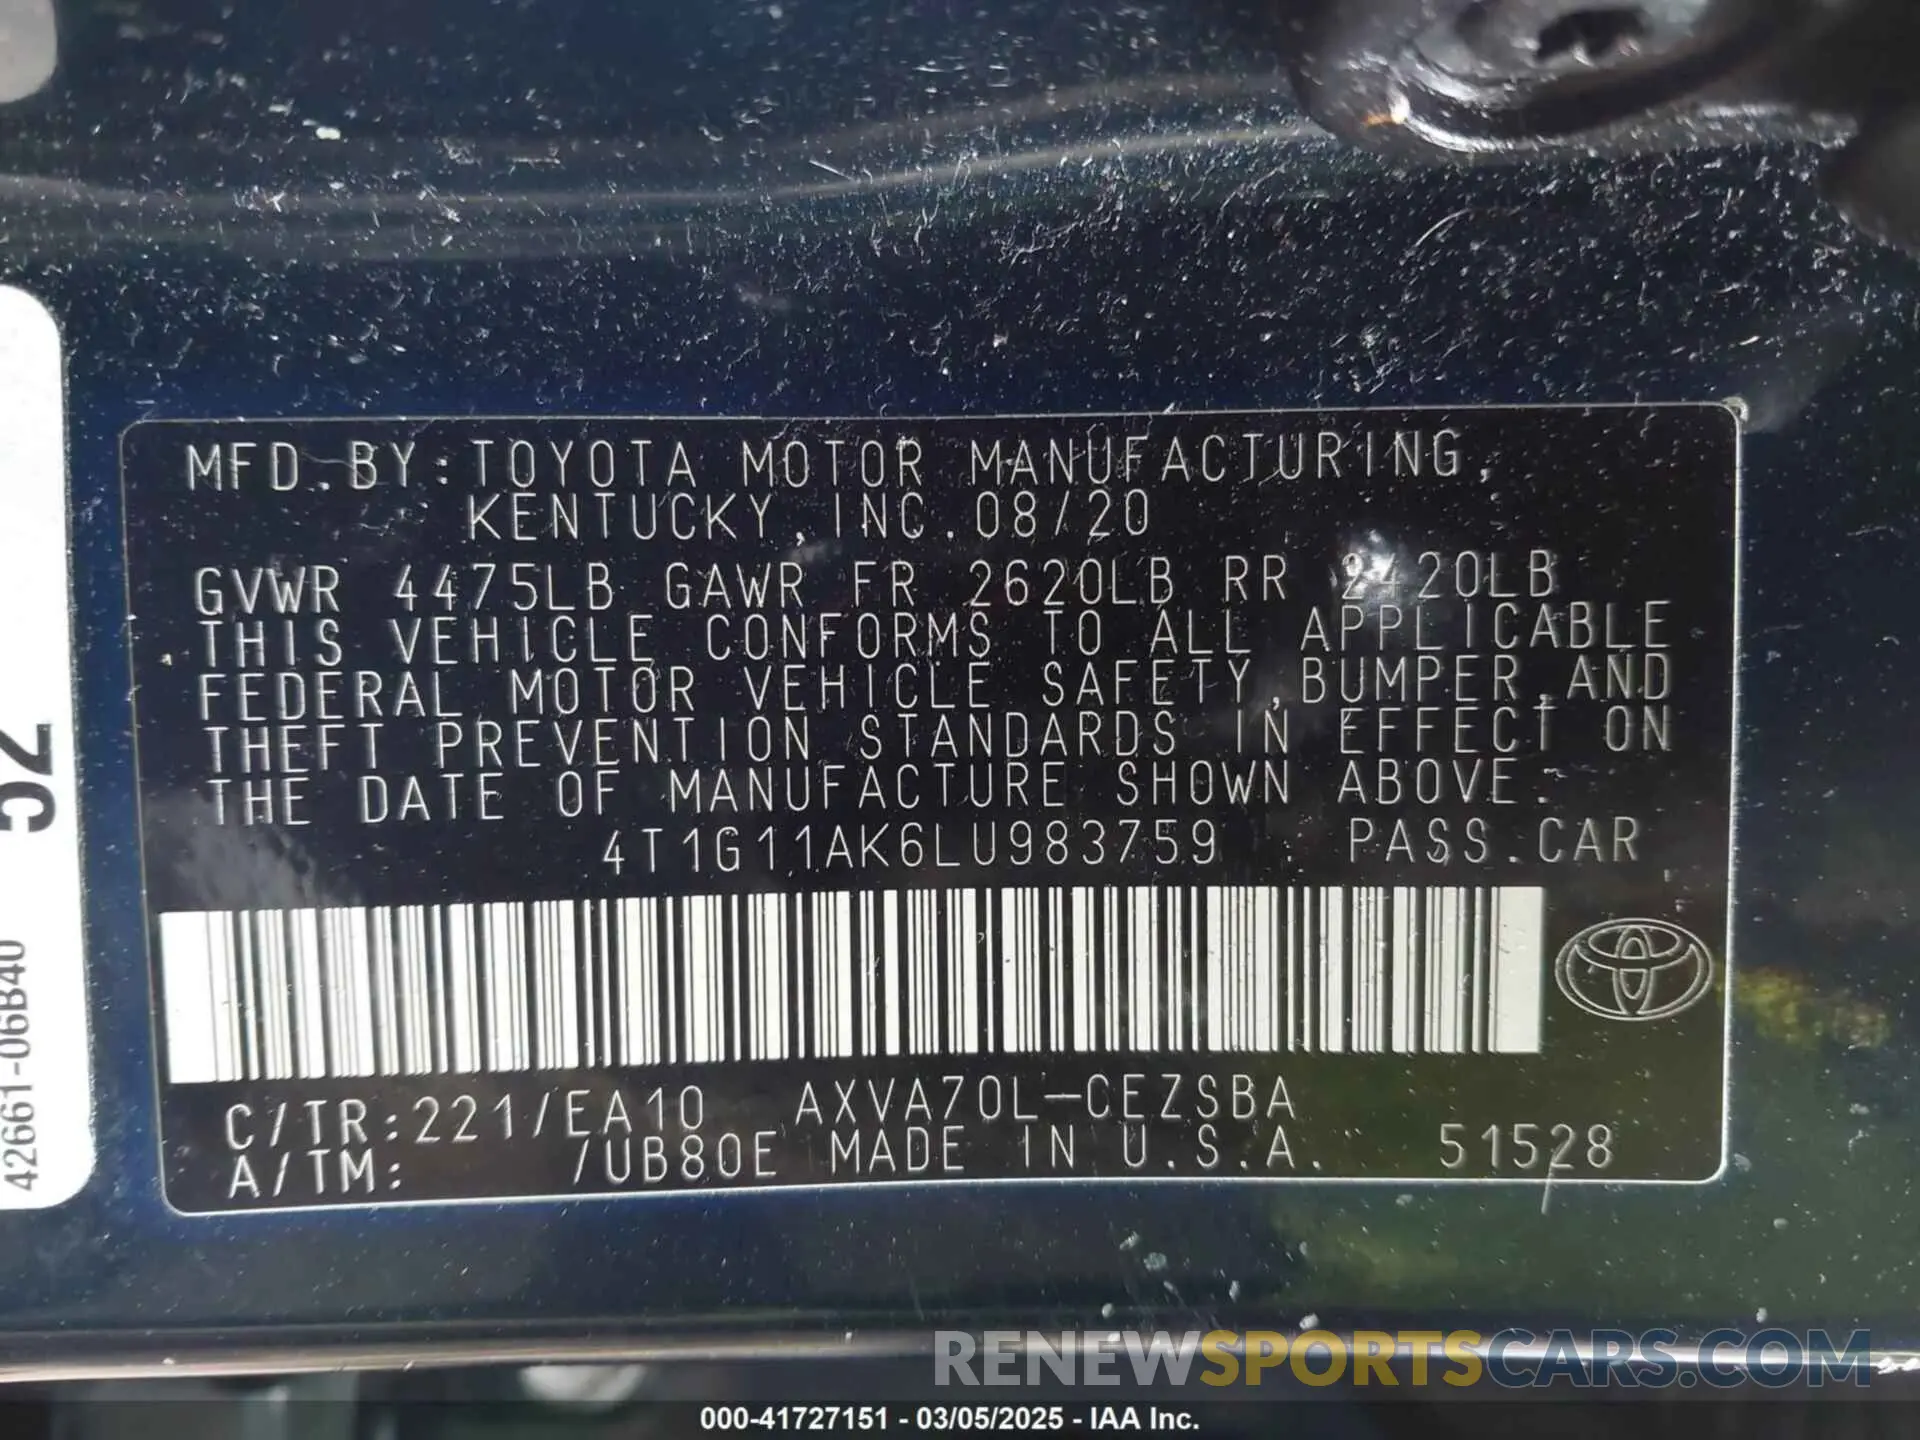 MFD.BY:TOYOTA MOTOR MANUFACTURING,
KENTUCKY,INC.08/20
GVWR 4475LB GAWR FR 2620LB RR 2420LB
THIS VEHICLE CONFORMS TO ALL APPLICABLE
FEDERAL MOTOR VEHICLE SAFETY,BUMPER,AND
THEFT PREVENTION STANDARDS IN EFFECT ON
THE DATE OF MANUFACTURE SHOWN ABOVE.
4T1G11AK6LU983759 PASS.CAR
C/TR:221/EA10 AXVA70L-CEZSBA
A/TM: /UB80E MADE IN U.S.A. 51528
52
42661-06B40
RENEWSPORTSCARS.COM
000-41727151 - 03/05/2025 - IAA Inc.